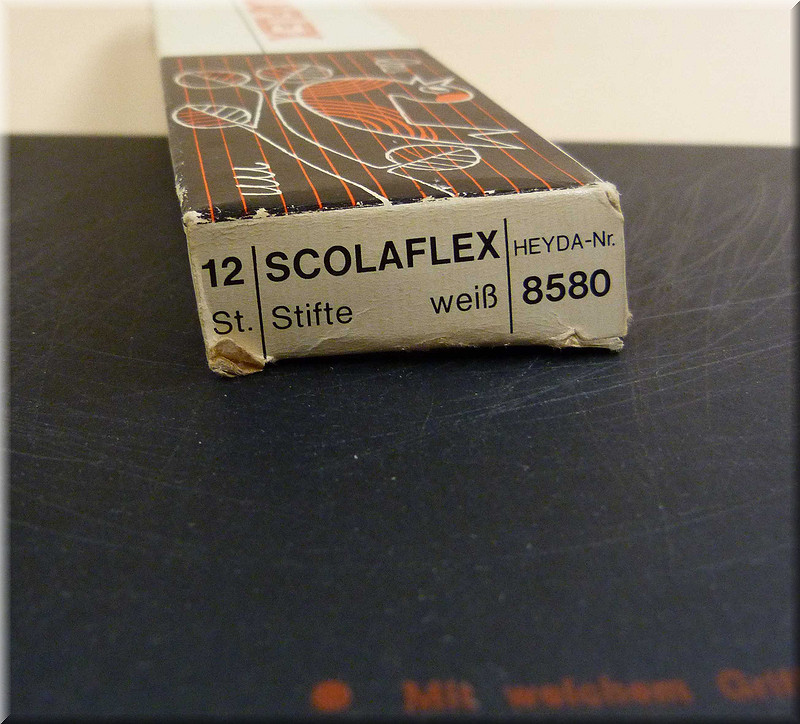 12
St.
SCOLAFLEX
Stifte weiß
HEYDA-Nr.
8580
Mit welchem